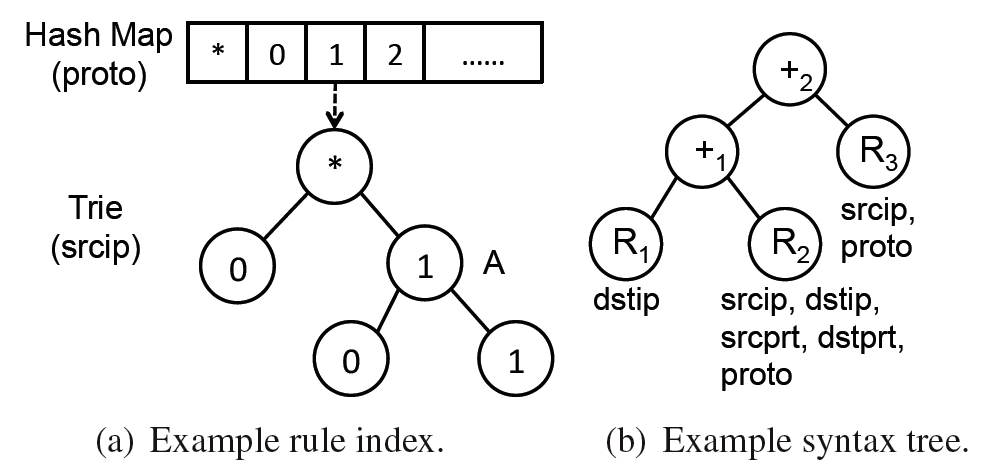 Hash Map
(proto)
* 0 1 2 ......
*
Trie
(srcip)
0
1
A
0
1
+2
+1
R3
srcip,
proto
R1
R2
dstip
srcip, dstip,
srcprt, dstprt,
proto
(a) Example rule index.
(b) Example syntax tree.